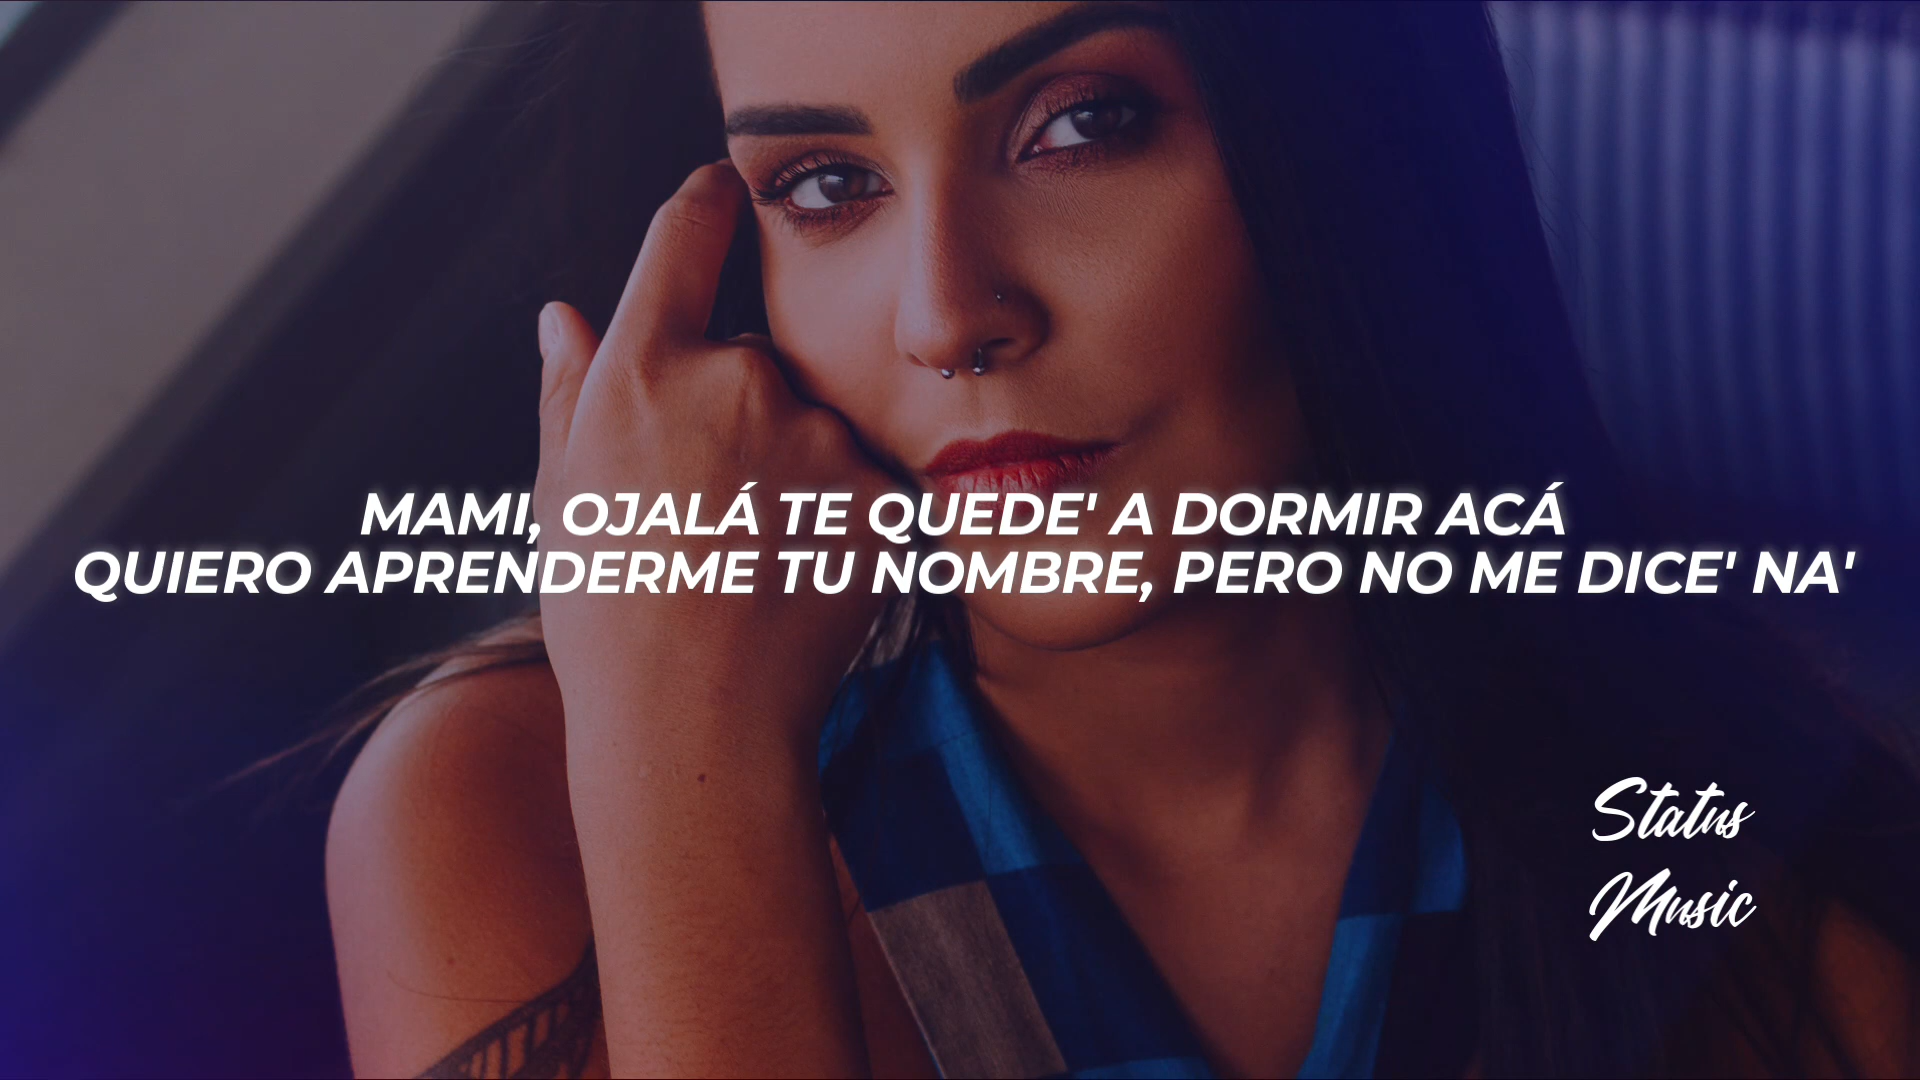 MAMI, OJALÁ TE QUEDE' A DORMIR ACÁ
QUIERO APRENDERME TU NOMBRE, PERO NO ME DICE' NA'
Status
Music